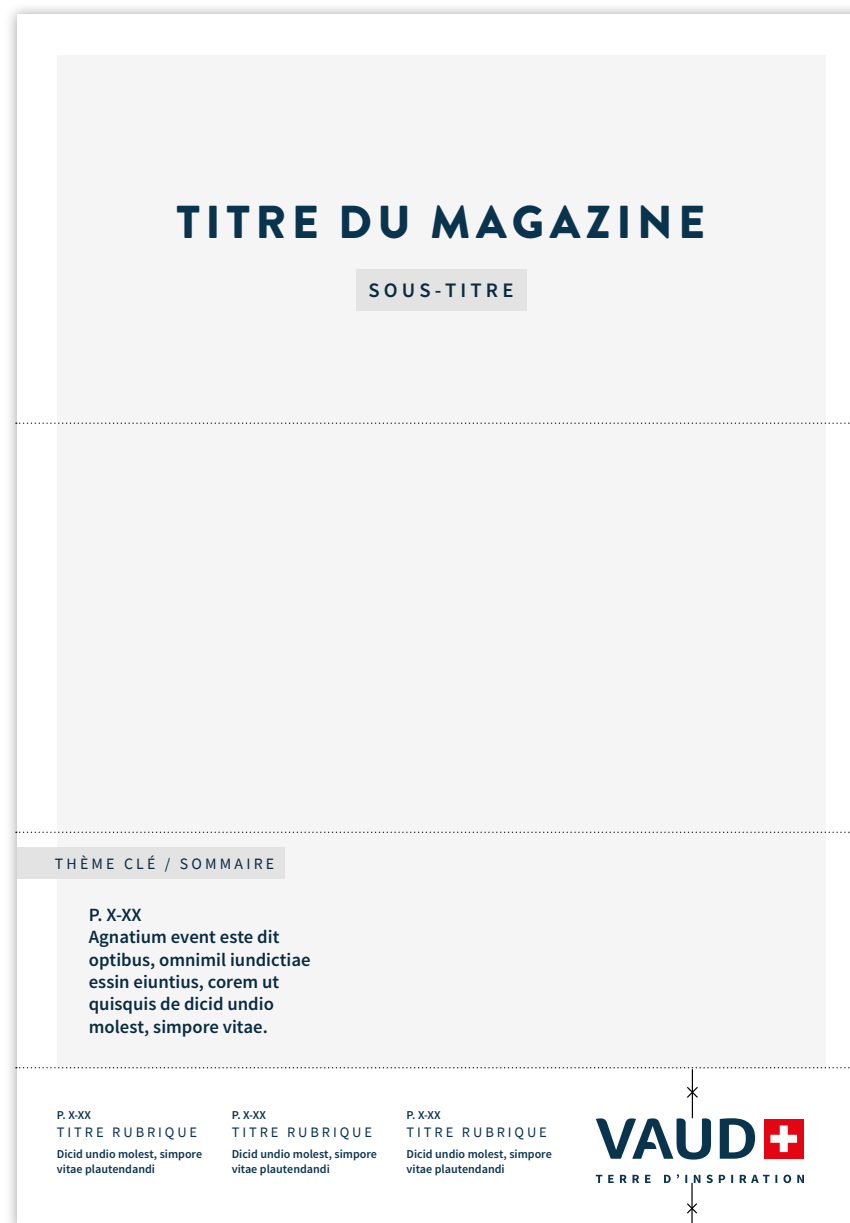 TITRE DU MAGAZINE
SOUS-TITRE
THÈME CLÉ / SOMMAIRE
P. X-XX
Agnatium event este dit
optibus, omnimil iundictiae
essin eiuntius, corem ut
quisquis de dicid undio
molest, simpore vitae.
P. X-XX
TITRE RUBRIQUE
Dicid undio molest, simpore
vitae plautendandi
P. X-XX
TITRE RUBRIQUE
Dicid undio molest, simpore
vitae plautendandi
P. X-XX
TITRE RUBRIQUE
Dicid undio molest, simpore
vitae plautendandi
VAUD
TERRE D'INSPIRATION